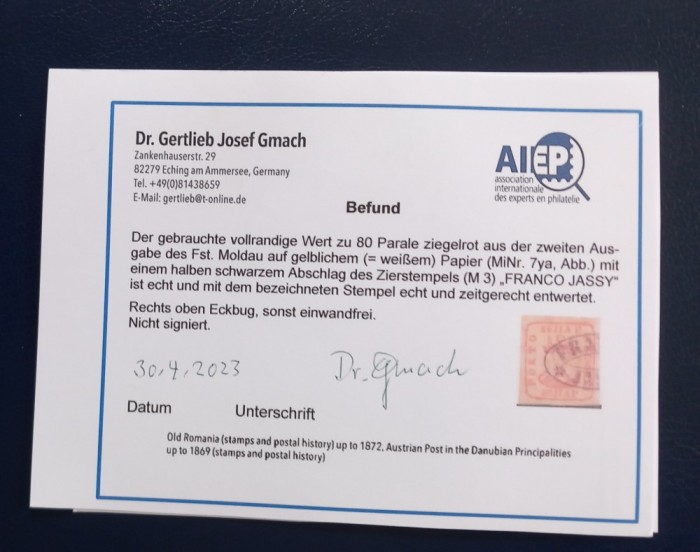 Dr. Gertlieb Josef Gmach
Zankenhauserstr. 29
82279 Eching am Ammersee, Germany
Tel. +49(0)81438659
E-Mail: gertlieb@t-online.de
AIEP
association
internationale
des experts en philatelie
Befund
Der gebrauchte vollrandige Wert zu 80 Parale ziegelrot aus der zweiten Aus-
gabe des Fst. Moldau auf gelblichem (= weißem) Papier (MiNr. 7ya, Abb.) mit
einem halben schwarzem Abschlag des Zierstempels (M 3) „FRANCO JASSY“
ist echt und mit dem bezeichneten Stempel echt und zeitgerecht entwertet.
Rechts oben Eckbug, sonst einwandfrei.
Nicht signiert.
30.4.2023
Dr. Gmach
Datum
Unterschrift
FRA
JAS
Old Romania (stamps and postal history) up to 1872, Austrian Post in the Danubian Principalities
up to 1869 (stamps and postal history)